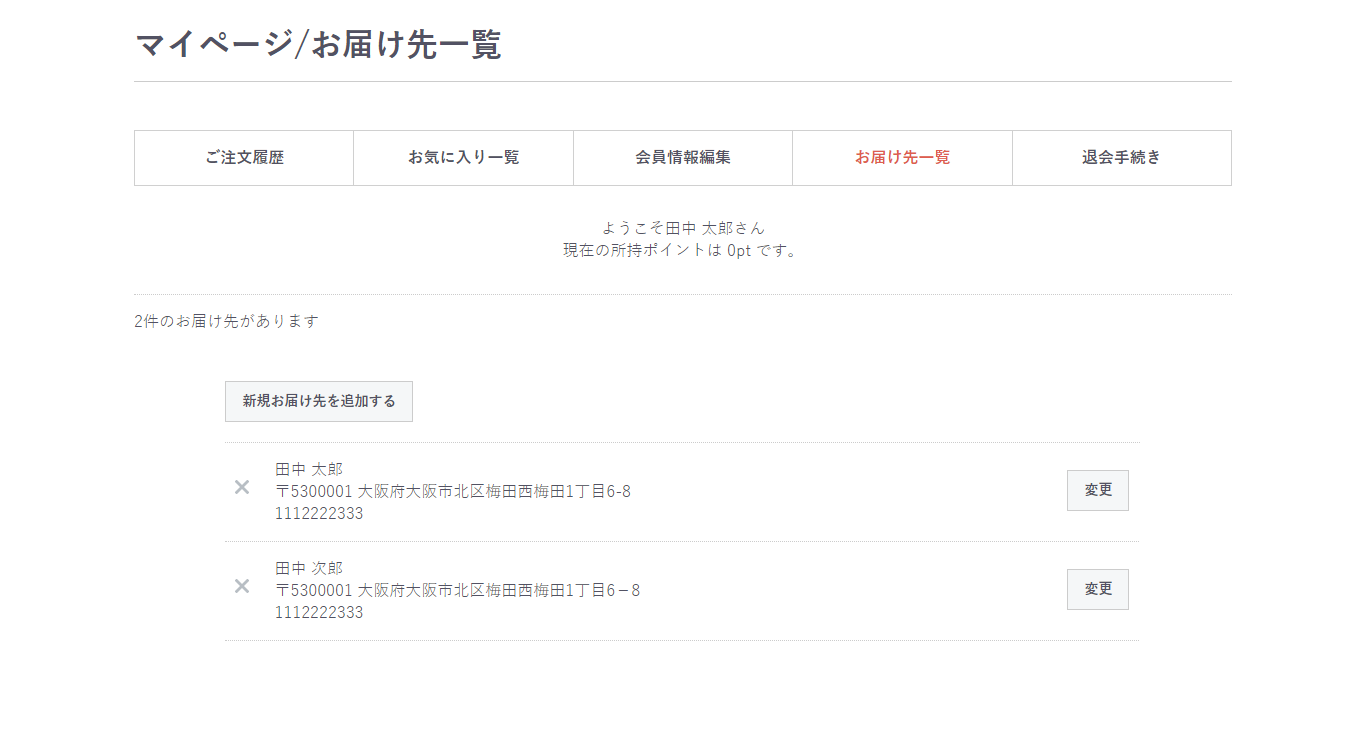 マイページ/お届け先一覧
ご注文履歴
お気に入り一覧
会員情報編集
お届け先一覧
退会手続き
ようこそ田中 太郎さん
現在の所持ポイントは 0pt です。
2件のお届け先があります
新規お届け先を追加する
田中 太郎
〒5300001 大阪府大阪市北区梅田西梅田1丁目6-8
1112222333
変更
田中 次郎
〒5300001 大阪府大阪市北区梅田西梅田1丁目6−8
1112222333
変更